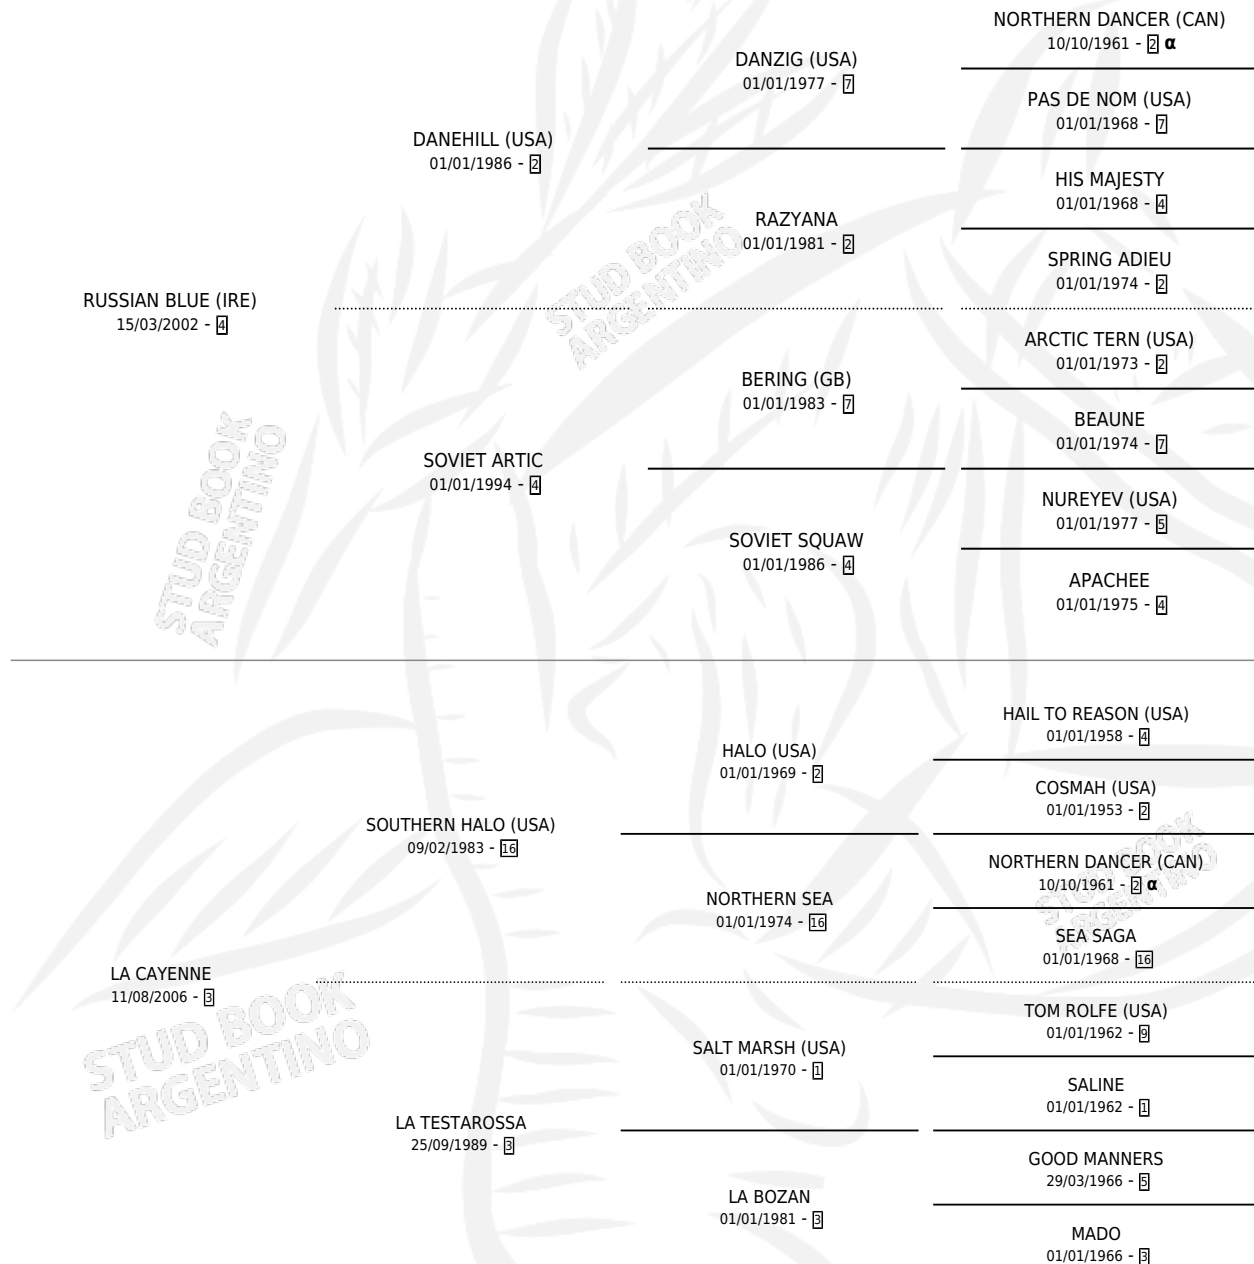 NORTHERN DANCER (CAN)
10/10/1961 - 2 α
DANZIG (USA)
01/01/1977 - 7
PAS DE NOM (USA)
01/01/1968 - 7
DANEHILL (USA)
01/01/1986 - 2
HIS MAJESTY
01/01/1968 - 4
RAZYANA
01/01/1981 - 2
SPRING ADIEU
01/01/1974 - 2
RUSSIAN BLUE (IRE)
15/03/2002 - 4
ARCTIC TERN (USA)
01/01/1973 - 2
BERING (GB)
01/01/1983 - 7
BEAUNE
01/01/1974 - 7
SOVIET ARTIC
01/01/1994 - 4
NUREYEV (USA)
01/01/1977 - 5
SOVIET SQUAW
01/01/1986 - 4
APACHEE
01/01/1975 - 4
HAIL TO REASON (USA)
01/01/1958 - 4
HALO (USA)
01/01/1969 - 2
COSMAH (USA)
01/01/1953 - 2
SOUTHERN HALO (USA)
09/02/1983 - 16
NORTHERN DANCER (CAN)
10/10/1961 - 2 α
NORTHERN SEA
01/01/1974 - 16
SEA SAGA
01/01/1968 - 16
LA CAYENNE
11/08/2006 - 3
TOM ROLFE (USA)
01/01/1962 - 9
SALT MARSH (USA)
01/01/1970 - 1
SALINE
01/01/1962 - 1
LA TESTAROSSA
25/09/1989 - 3
GOOD MANNERS
29/03/1966 - 5
LA BOZAN
01/01/1981 - 3
MADO
01/01/1966 - 3
STUD BOOK
ARGENTINO
STUD BOOK
ARGENTINO
STUD BOOK
ARGENTINO
STUD BOOK
ARGENTINO